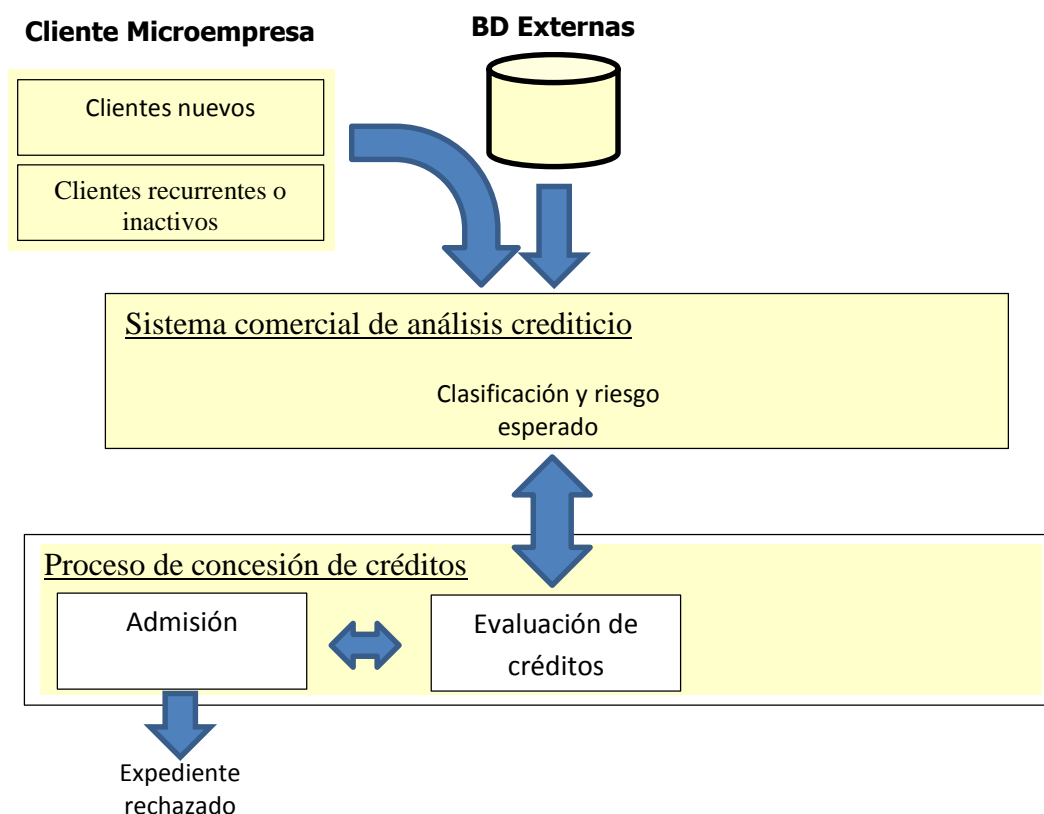 Cliente Microempresa
BD Externas
Clientes nuevos
Clientes recurrentes o
inactivos
Sistema comercial de análisis crediticio
Clasificación y riesgo
esperado
Proceso de concesión de créditos
Admisión
Evaluación de
créditos
Expediente
rechazado